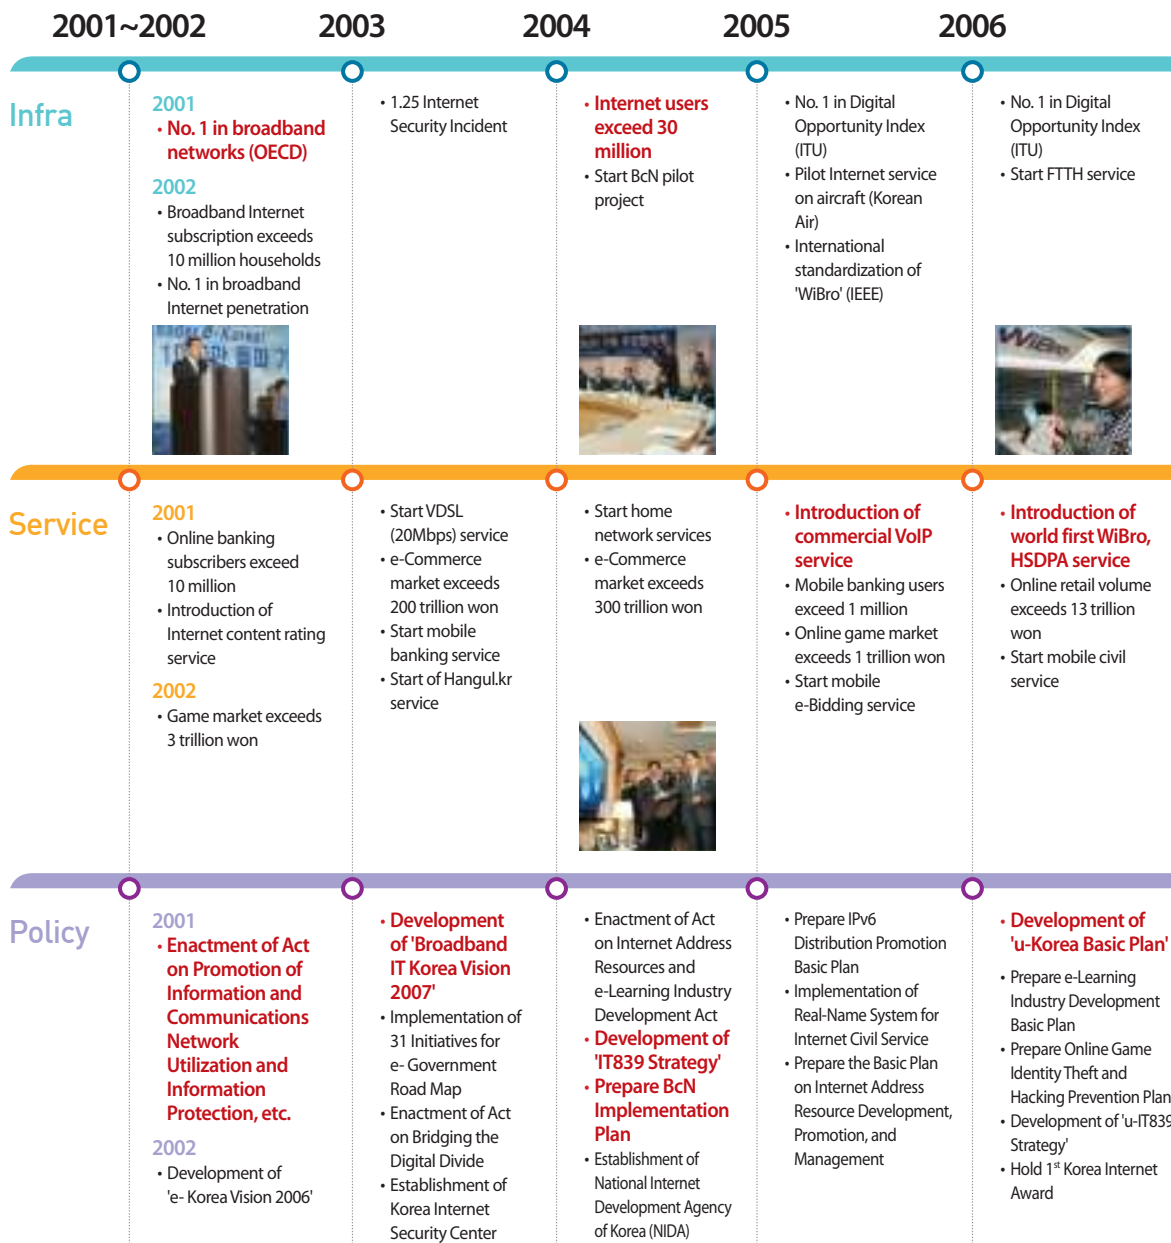 2001~2002
2003
2004
2005
2006
Infra
2001
• No. 1 in broadband
networks (OECD)
2002
• Broadband Internet
subscription exceeds
10 million households
• No. 1 in broadband
Internet penetration
• 1.25 Internet
Security Incident
• Internet users
exceed 30
million
• Start BcN pilot
project
• No. 1 in Digital
Opportunity Index
(ITU)
• Pilot Internet service
on aircraft (Korean
Air)
• International
standardization of
'WiBro' (IEEE)
• No. 1 in Digital
Opportunity Index
(ITU)
• Start FTTH service
WiBro
Service
2001
• Online banking
subscribers exceed
10 million
• Introduction of
Internet content rating
service
2002
• Game market exceeds
3 trillion won
• Start VDSL
(20Mbps) service
• e-Commerce
market exceeds
200 trillion won
• Start mobile
banking service
• Start of Hangul.kr
service
• Start home
network services
• e-Commerce
market exceeds
300 trillion won
• Introduction of
commercial VoIP
service
• Mobile banking users
exceed 1 million
• Online game market
exceeds 1 trillion won
• Start mobile
e-Bidding service
• Introduction of
world first WiBro,
HSDPA service
• Online retail volume
exceeds 13 trillion
won
• Start mobile civil
service
Policy
2001
• Enactment of Act
on Promotion of
Information and
Communications
Network
Utilization and
Information
Protection, etc.
2002
• Development of
'e- Korea Vision 2006'
• Development
of 'Broadband
IT Korea Vision
2007'
• Implementation of
31 Initiatives for
e- Government
Road Map
• Enactment of Act
on Bridging the
Digital Divide
• Establishment of
Korea Internet
Security Center
• Enactment of Act
on Internet Address
Resources and
e-Learning Industry
Development Act
• Development of
'IT839 Strategy'
• Prepare BcN
Implementation
Plan
• Establishment of
National Internet
Development Agency
of Korea (NIDA)
• Prepare IPv6
Distribution Promotion
Basic Plan
• Implementation of
Real-Name System for
Internet Civil Service
• Prepare the Basic Plan
on Internet Address
Resource Development,
Promotion, and
Management
• Development of
'u-Korea Basic Plan'
• Prepare e-Learning
Industry Development
Basic Plan
• Prepare Online Game
Identity Theft and
Hacking Prevention Plan
• Development of 'u-IT839
Strategy'
• Hold 1st Korea Internet
Award